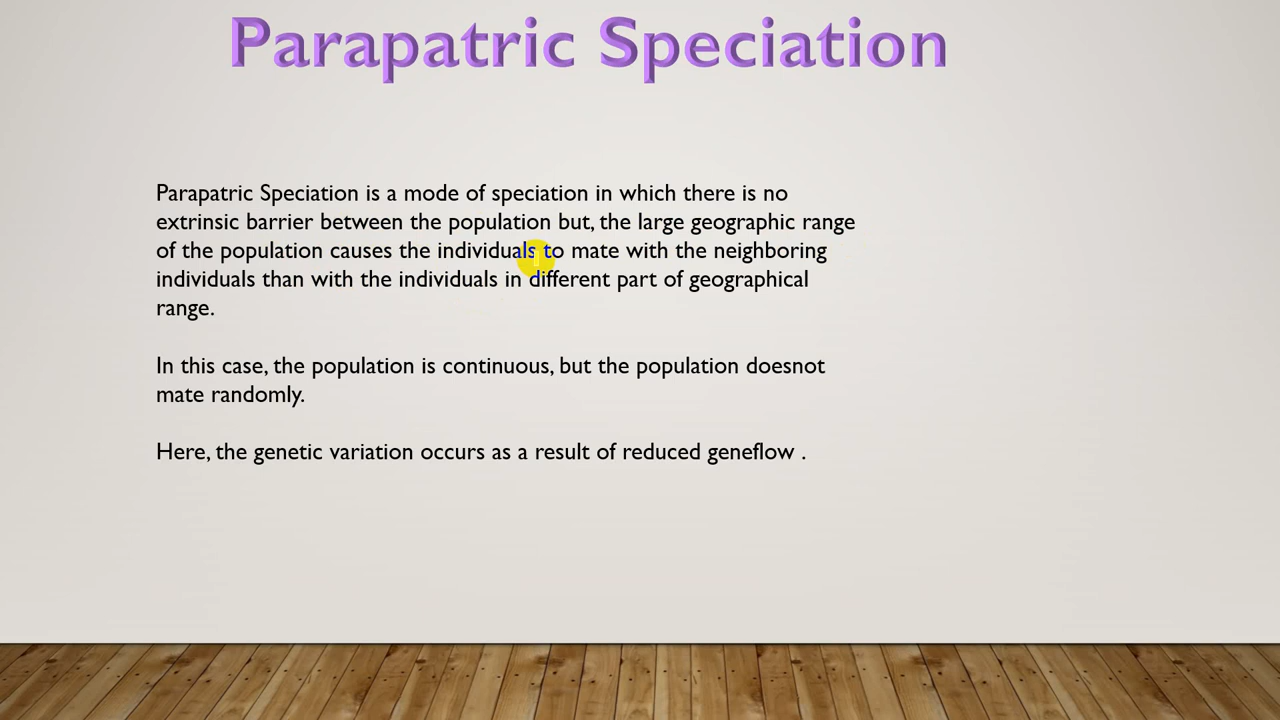 Parapatric Speciation
Parapatric Speciation is a mode of speciation in which there is no
extrinsic barrier between the population but, the large geographic range
of the population causes the individuals to mate with the neighboring
individuals than with the individuals in different part of geographical
range.
In this case, the population is continuous, but the population doesnot
mate randomly.
Here, the genetic variation occurs as a result of reduced geneflow .